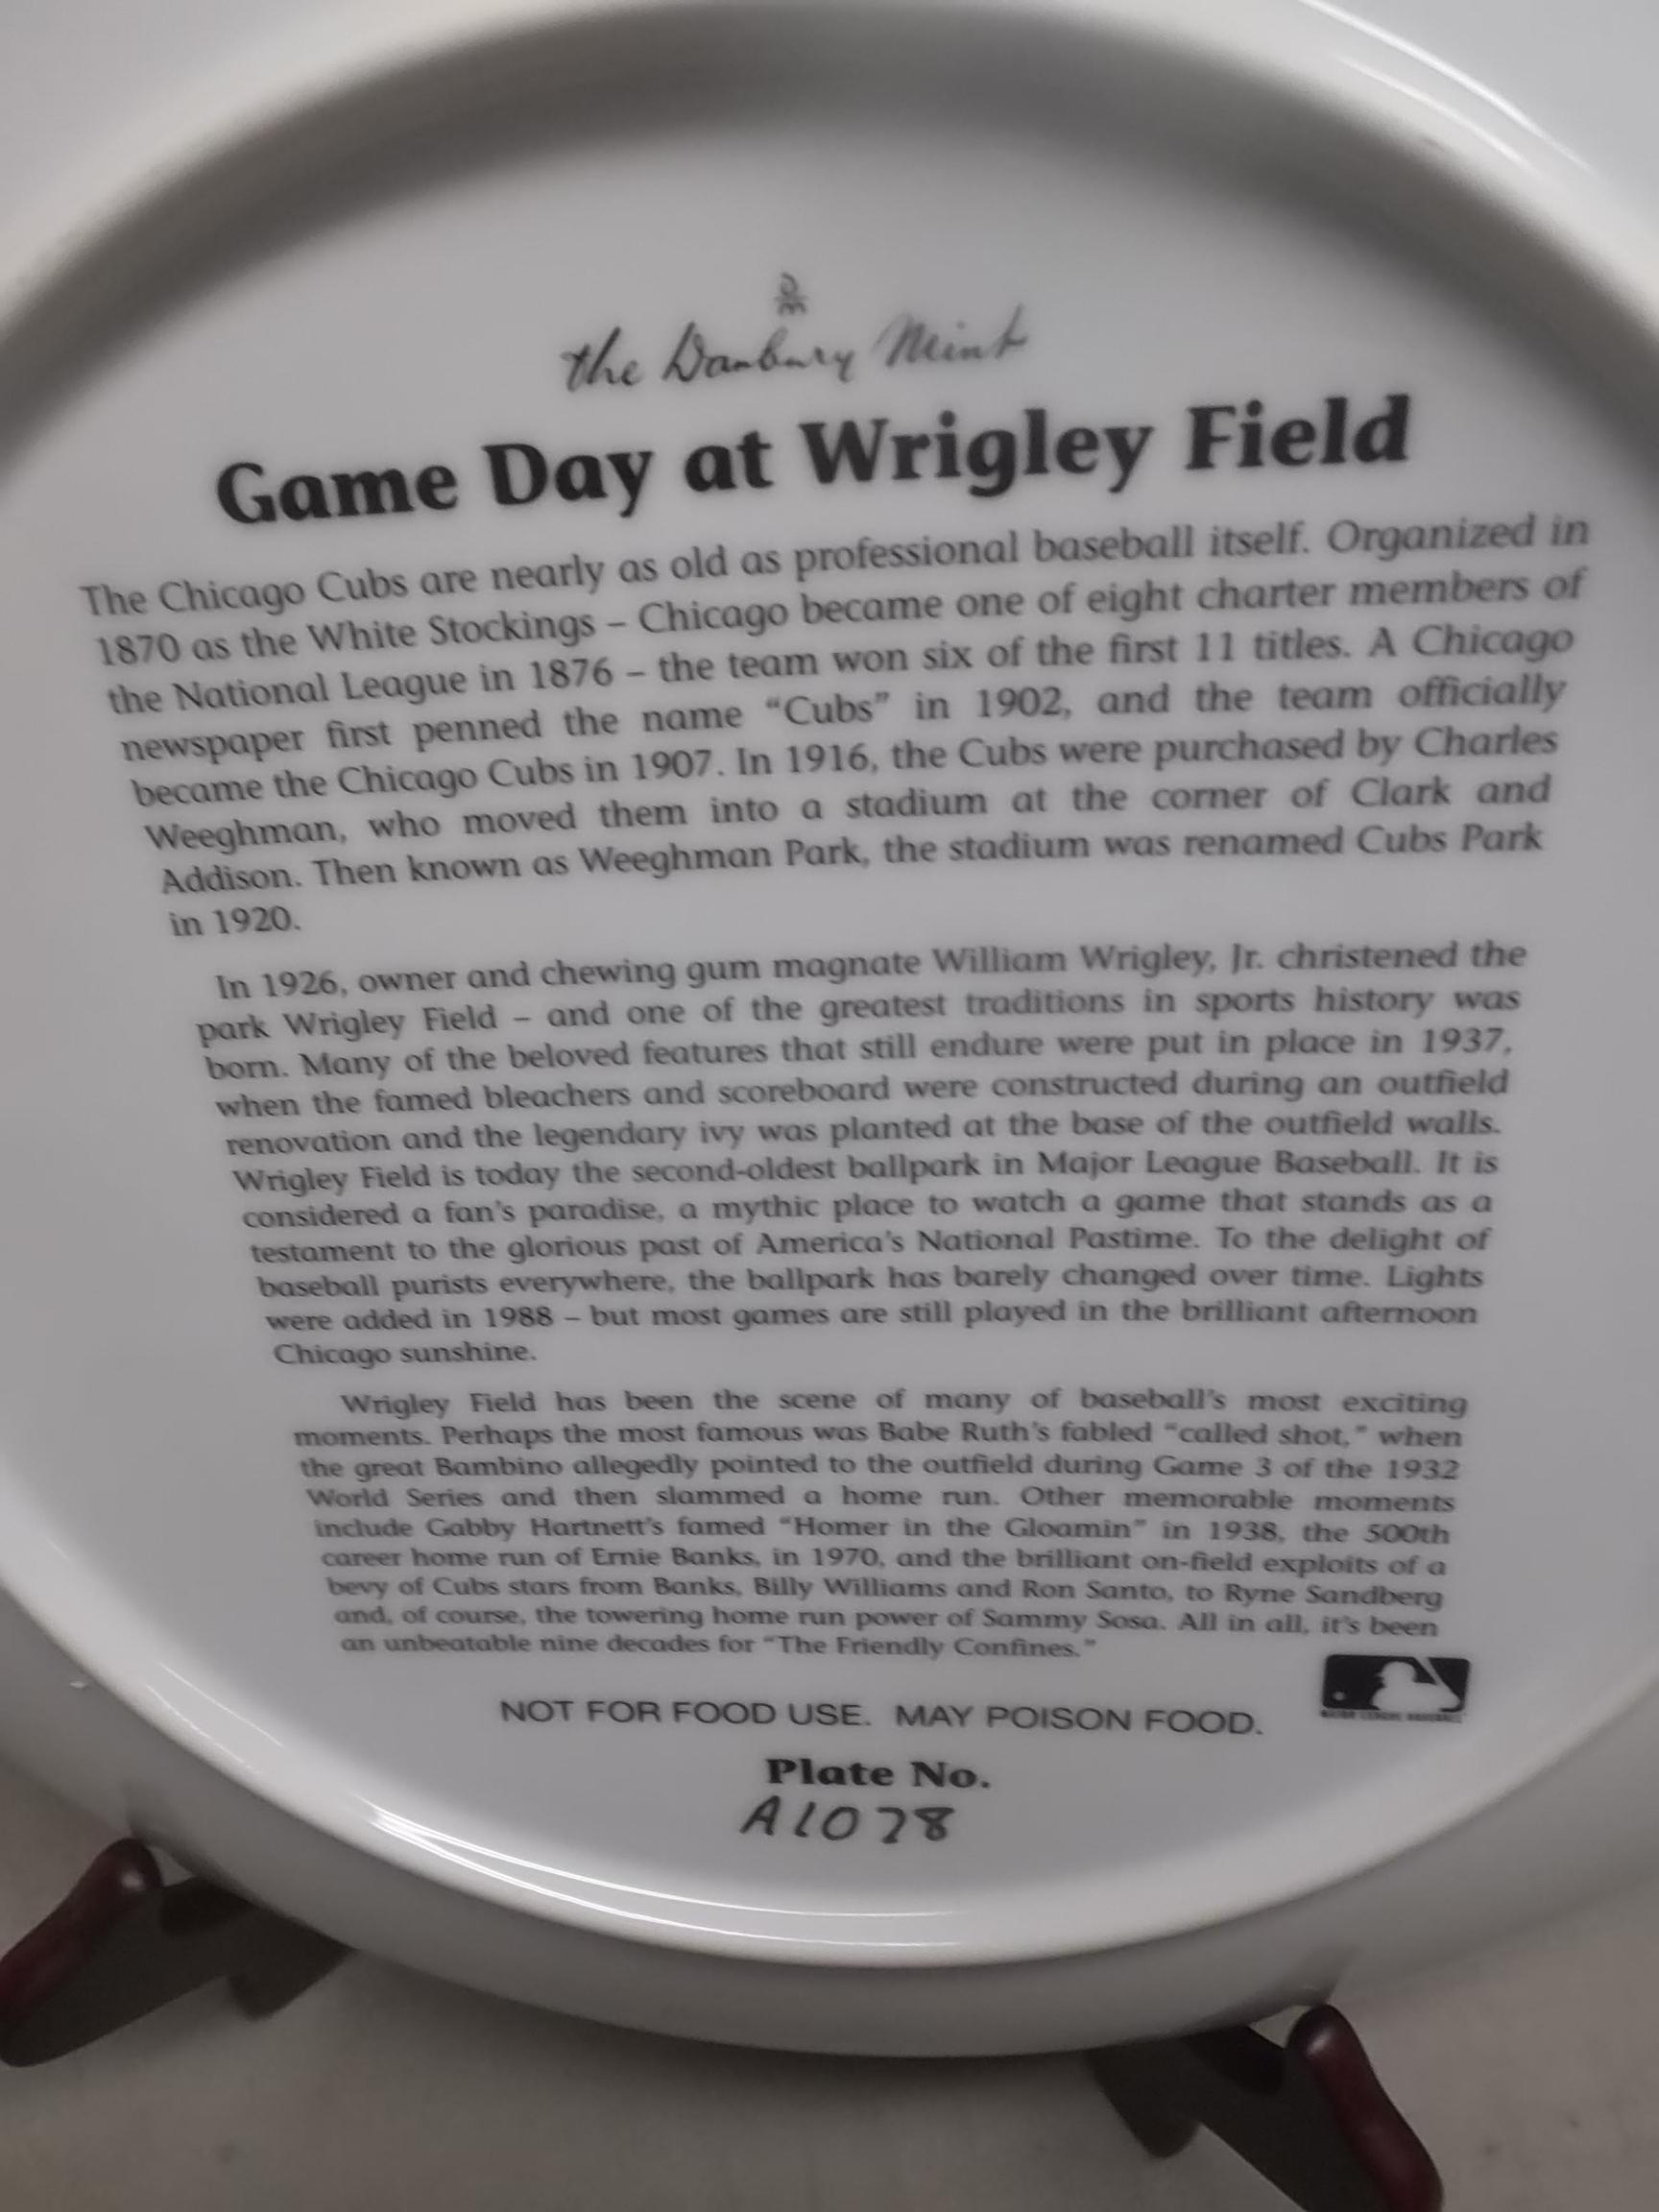 the Danbury Mint
Game Day at Wrigley Field
The Chicago Cubs are nearly as old as professional baseball itself. Organized in
1870 as the White Stockings – Chicago became one of eight charter members of
the National League in 1876 – the team won six of the first 11 titles. A Chicago
newspaper first penned the name “Cubs” in 1902, and the team officially
became the Chicago Cubs in 1907. In 1916, the Cubs were purchased by Charles
Weeghman, who moved them into a stadium at the corner of Clark and
Addison. Then known as Weeghman Park, the stadium was renamed Cubs Park
in 1920.
In 1926, owner and chewing gum magnate William Wrigley, Jr. christened the
park Wrigley Field – and one of the greatest traditions in sports history was
born. Many of the beloved features that still endure were put in place in 1937,
when the famed bleachers and scoreboard were constructed during an outfield
renovation and the legendary ivy was planted at the base of the outfield walls.
Wrigley Field is today the second-oldest ballpark in Major League Baseball. It is
considered a fan's paradise, a mythic place to watch a game that stands as a
testament to the glorious past of America's National Pastime. To the delight of
baseball purists everywhere, the ballpark has barely changed over time. Lights
were added in 1988 – but most games are still played in the brilliant afternoon
Chicago sunshine.
Wrigley Field has been the scene of many of baseball's most exciting
moments. Perhaps the most famous was Babe Ruth's fabled “called shot,” when
the great Bambino allegedly pointed to the outfield during Game 3 of the 1932
World Series and then slammed a home run. Other memorable moments
include Gabby Hartnett's famed “Homer in the Gloamin” in 1938, the 500th
career home run of Ernie Banks, in 1970, and the brilliant on-field exploits of a
bevy of Cubs stars from Banks, Billy Williams and Ron Santo, to Ryne Sandberg
and, of course, the towering home run power of Sammy Sosa. All in all, it's been
an unbeatable nine decades for “The Friendly Confines.”
NOT FOR FOOD USE. MAY POISON FOOD.
MAJOR LEAGUE BASEBALL
Plate No.
A1078